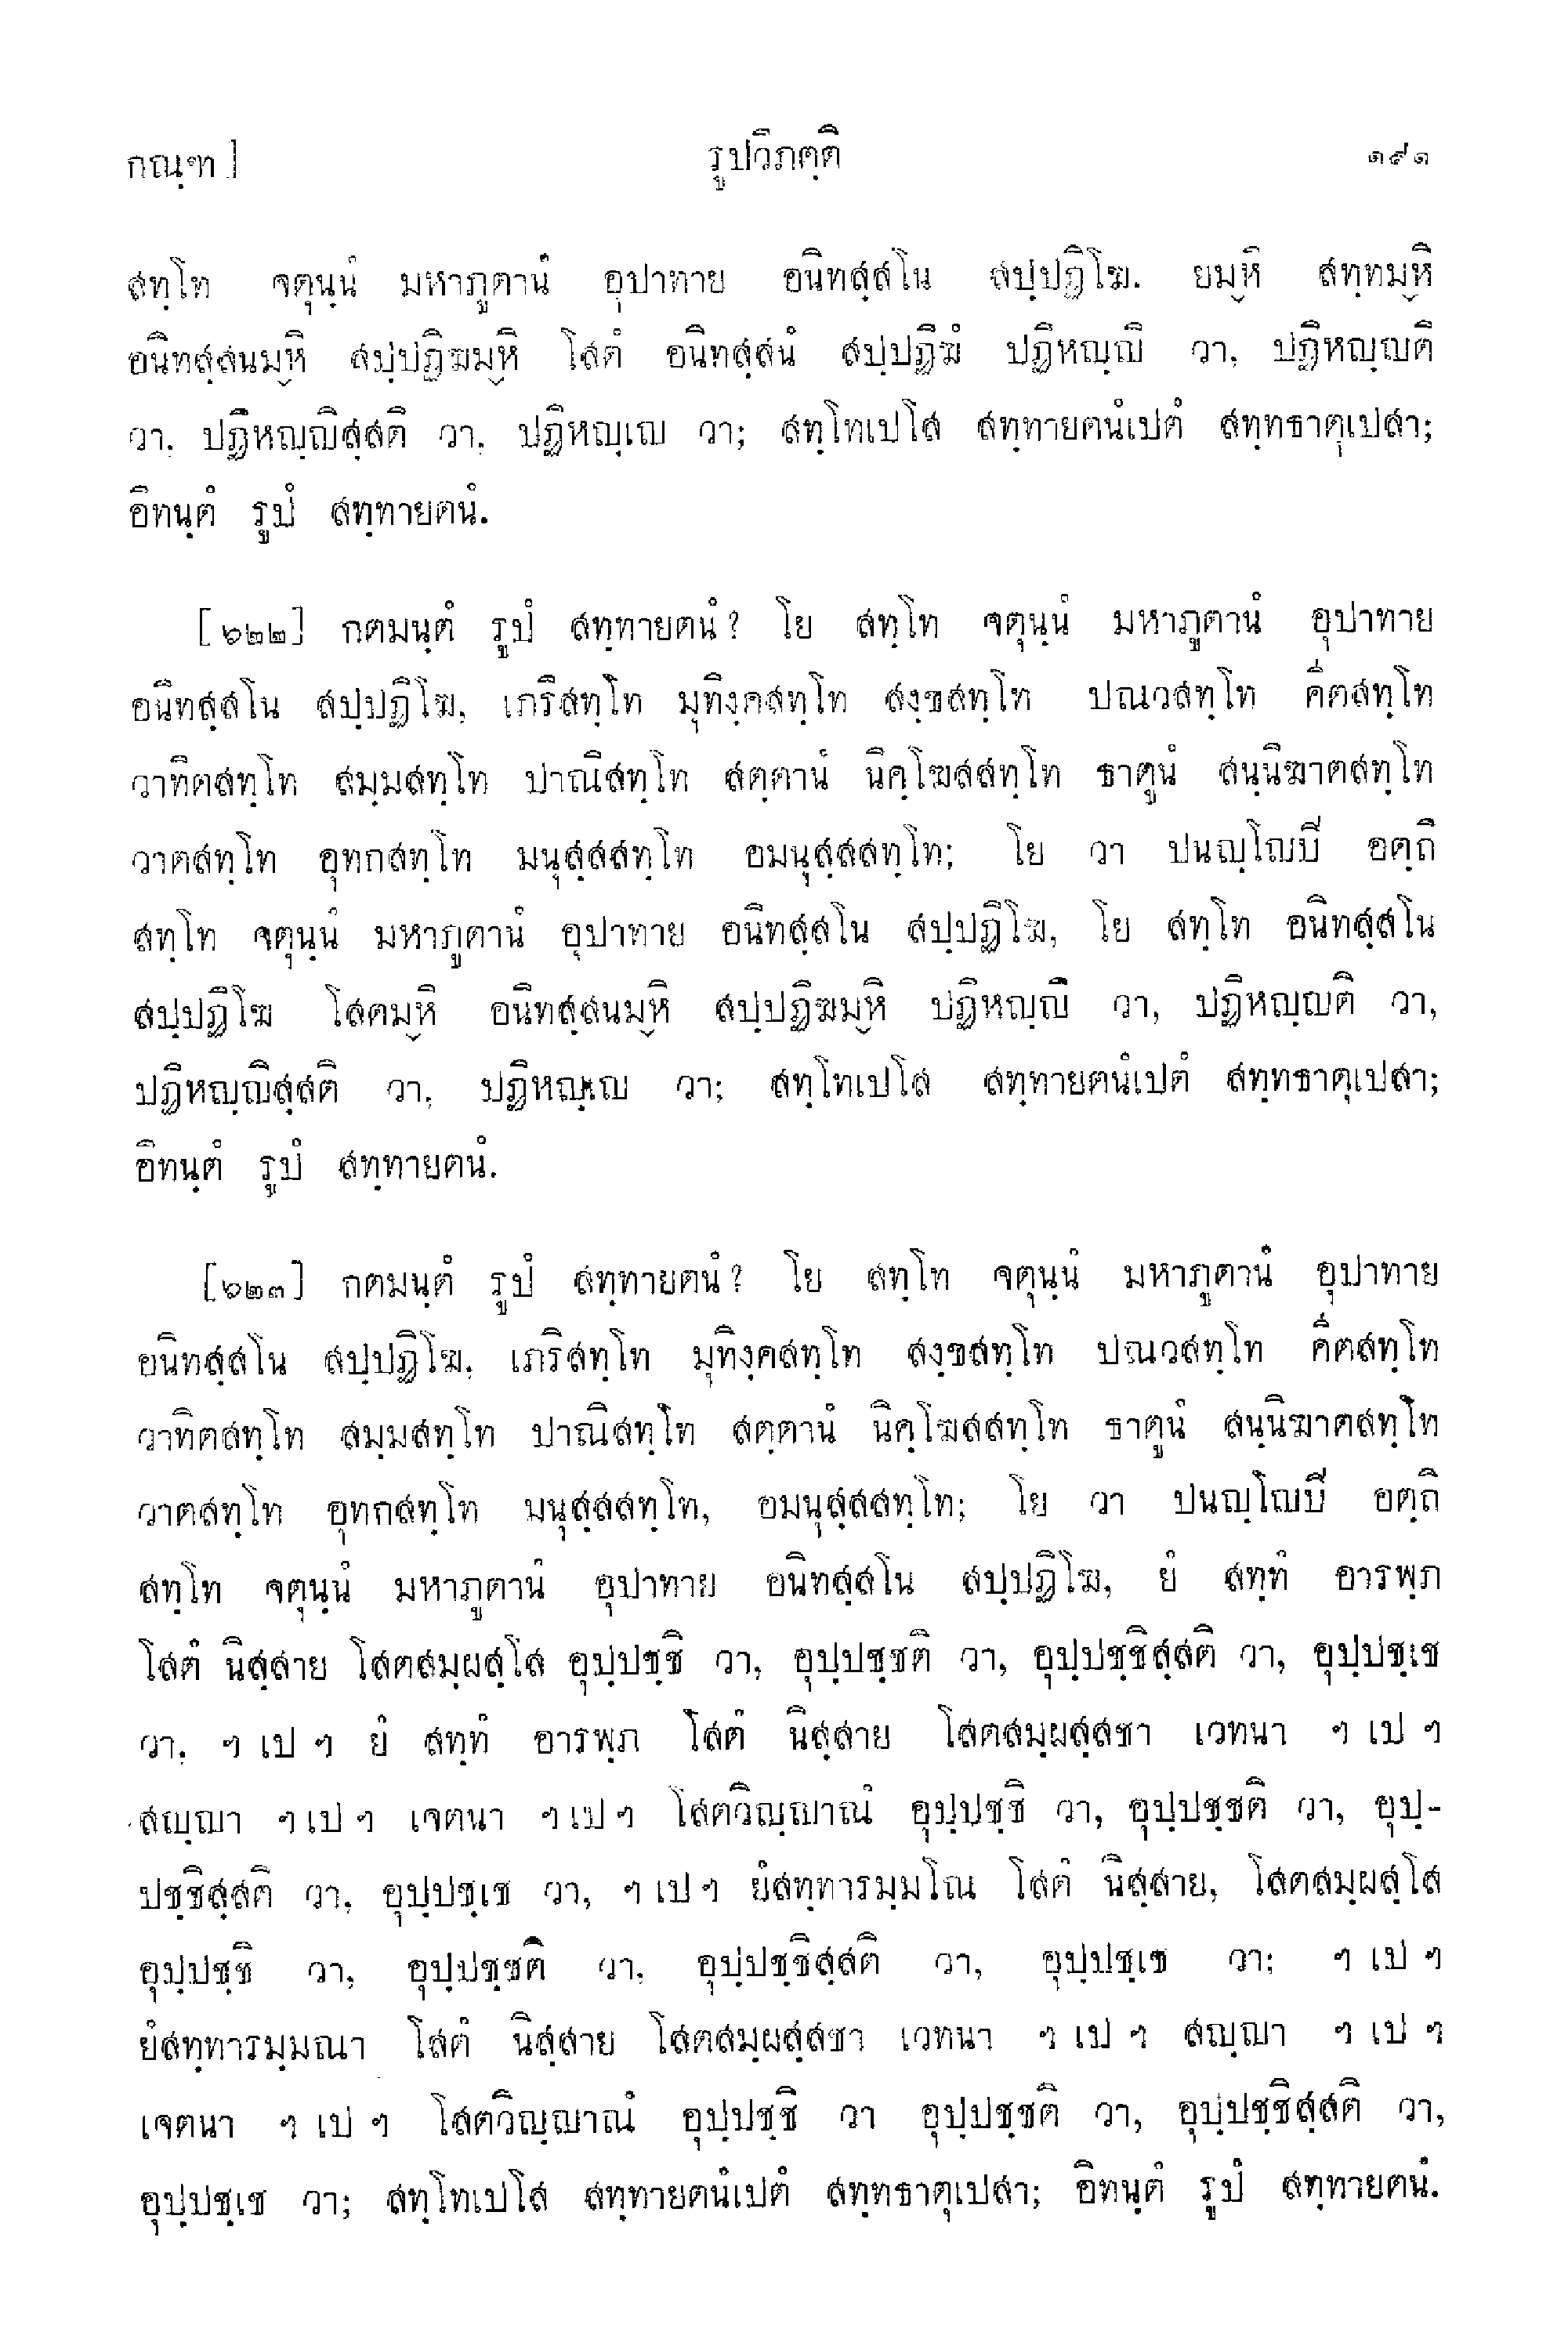 กณฺฑ]	รูปวิภตฺติ	๑๙๑
สทฺโท จตุนฺนํ มหาภูตานํ อุปาทาย อนิทสฺสโน สปฺปฏิโฆ. ยมฺหิ สทฺทมฺหิ
อนิทสฺสนมฺหิ สปฺปฏิฆมฺหิ โสตํ อนิทสฺสนํ สปฺปฏิฆํ ปฏิหญฺญิ วา, ปฏิหญฺญติ
วา, ปฏิหญฺญิสฺสติ วา, ปฏิหญฺเญ วา; สทฺโทเปโส สทฺทายตนํเปตํ สทฺทธาตุเปสา;
อิทนฺตํ รูปํ สทฺทายตนํ.
[๖๒๒] กตมนฺตํ รูปํ สทฺทายตนํ? โย สทฺโท จตุนฺนํ มหาภูตานํ อุปาทาย
อนิทสฺสโน สปฺปฏิโฆ, เภริสทฺโท มุทิงฺคสทฺโท สงฺขสทฺโท ปณวสทฺโท คีตสทฺโท
วาทิตสทฺโท สมฺมสทฺโท ปาณิสทฺโท สตฺตานํ นิคฺโฆสสทฺโท ธาตูนํ สนฺนิฆาตสทฺโท
วาตสทฺโท อุทกสทฺโท มนุสฺสสทฺโท อมนุสฺสสทฺโท; โย วา ปนญฺโญปิ อตฺถิ
สทฺโท จตุนฺนํ มหาภูตานํ อุปาทาย อนิทสฺสโน สปฺปฏิโฆ, โย สทฺโท อนิทสฺสโน
สปฺปฏิโฆ โสตมฺหิ อนิทสฺสนมฺหิ สปฺปฏิฆมฺหิ ปฏิหญฺญิ วา, ปฏิหญฺญติ วา,
ปฏิหญฺญิสฺสติ วา, ปฏิหญฺเญ วา; สทฺโทเปโส สทฺทายตนํเปตํ สทฺทธาตุเปสา;
อิทนฺตํ รูปํ สทฺทายตนํ.
[๖๒๓] กตมนฺตํ รูปํ สทฺทายตนํ? โย สทฺโท จตุนฺนํ มหาภูตานํ อุปาทาย
อนิทสฺสโน สปฺปฏิโฆ, เภริสทฺโท มุทิงฺคสทฺโท สงฺขสทฺโท ปณวสทฺโท คีตสทฺโท
วาทิตสทฺโท สมฺมสทฺโท ปาณิสทฺโท สตฺตานํ นิคฺโฆสสทฺโท ธาตูนํ สนฺนิฆาตสทฺโท
วาตสทฺโท อุทกสทฺโท มนุสฺสสทฺโท, อมนุสฺสสทฺโท; โย วา ปนญฺโญปิ อตฺถิ
สทฺโท จตุนฺนํ มหาภูตานํ อุปาทาย อนิทสฺสโน สปฺปฏิโฆ, ยํ สทฺทํ อารพฺภ
โสตํ นิสฺสาย โสตสมฺผสฺโส อุปฺปชฺชิ วา, อุปฺปชฺชติ วา, อุปฺปชฺชิสฺสติ วา, อุปฺปชฺเช
วา, ฯ เป ฯ ยํ สทฺทํ อารพฺภ โสตํ นิสฺสาย โสตสมฺผสฺสชา เวทนา ฯ เป ฯ
สญฺญา ฯ เป ฯ เจตนา ฯ เป ฯ โสตวิญฺญาณํ อุปฺปชฺชิ วา, อุปฺปชฺชติ วา, อุปฺ-
ปชฺชิสฺสติ วา, อุปฺปชฺเช วา, ฯ เป ฯ ยํสทฺทารมฺมโณ โสตํ นิสฺสาย, โสตสมฺผสฺโส
อุปฺปชฺชิ วา, อุปฺปชฺชติ วา, อุปฺปชฺชิสฺสติ วา, อุปฺปชฺเช วา; ฯ เป ฯ
ยํสทฺทารมฺมณา โสตํ นิสฺสาย โสตสมฺผสฺสชา เวทนา ฯ เป ฯ สญฺญา ฯ เป ฯ
เจตนา ฯ เป ฯ โสตวิญฺญาณํ อุปฺปชฺชิ วา อุปฺปชฺชติ วา, อุปฺปชฺชิสฺสติ วา,
อุปฺปชฺเช วา; สทฺโทเปโส สทฺทายตนํเปตํ สทฺทธาตุเปสา; อิทนฺตํ รูปํ สทฺทายตนํ.